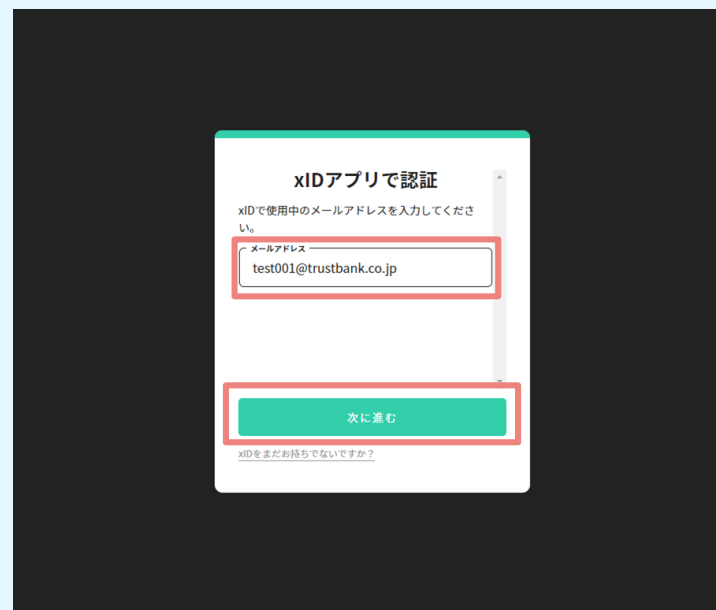 xIDアプリで認証
xIDで使用中のメールアドレスを入力してくださ
い。
メールアドレス
test001@trustbank.co.jp
次に進む
xIDをまだお持ちでないですか？